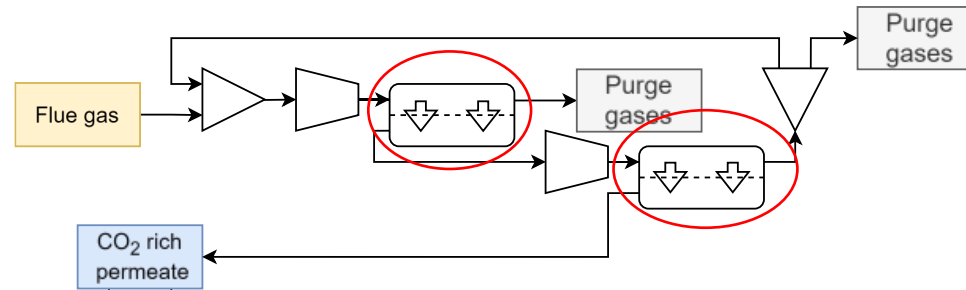 Purge
gases
Flue gas
Purge
gases
CO₂ rich
permeate